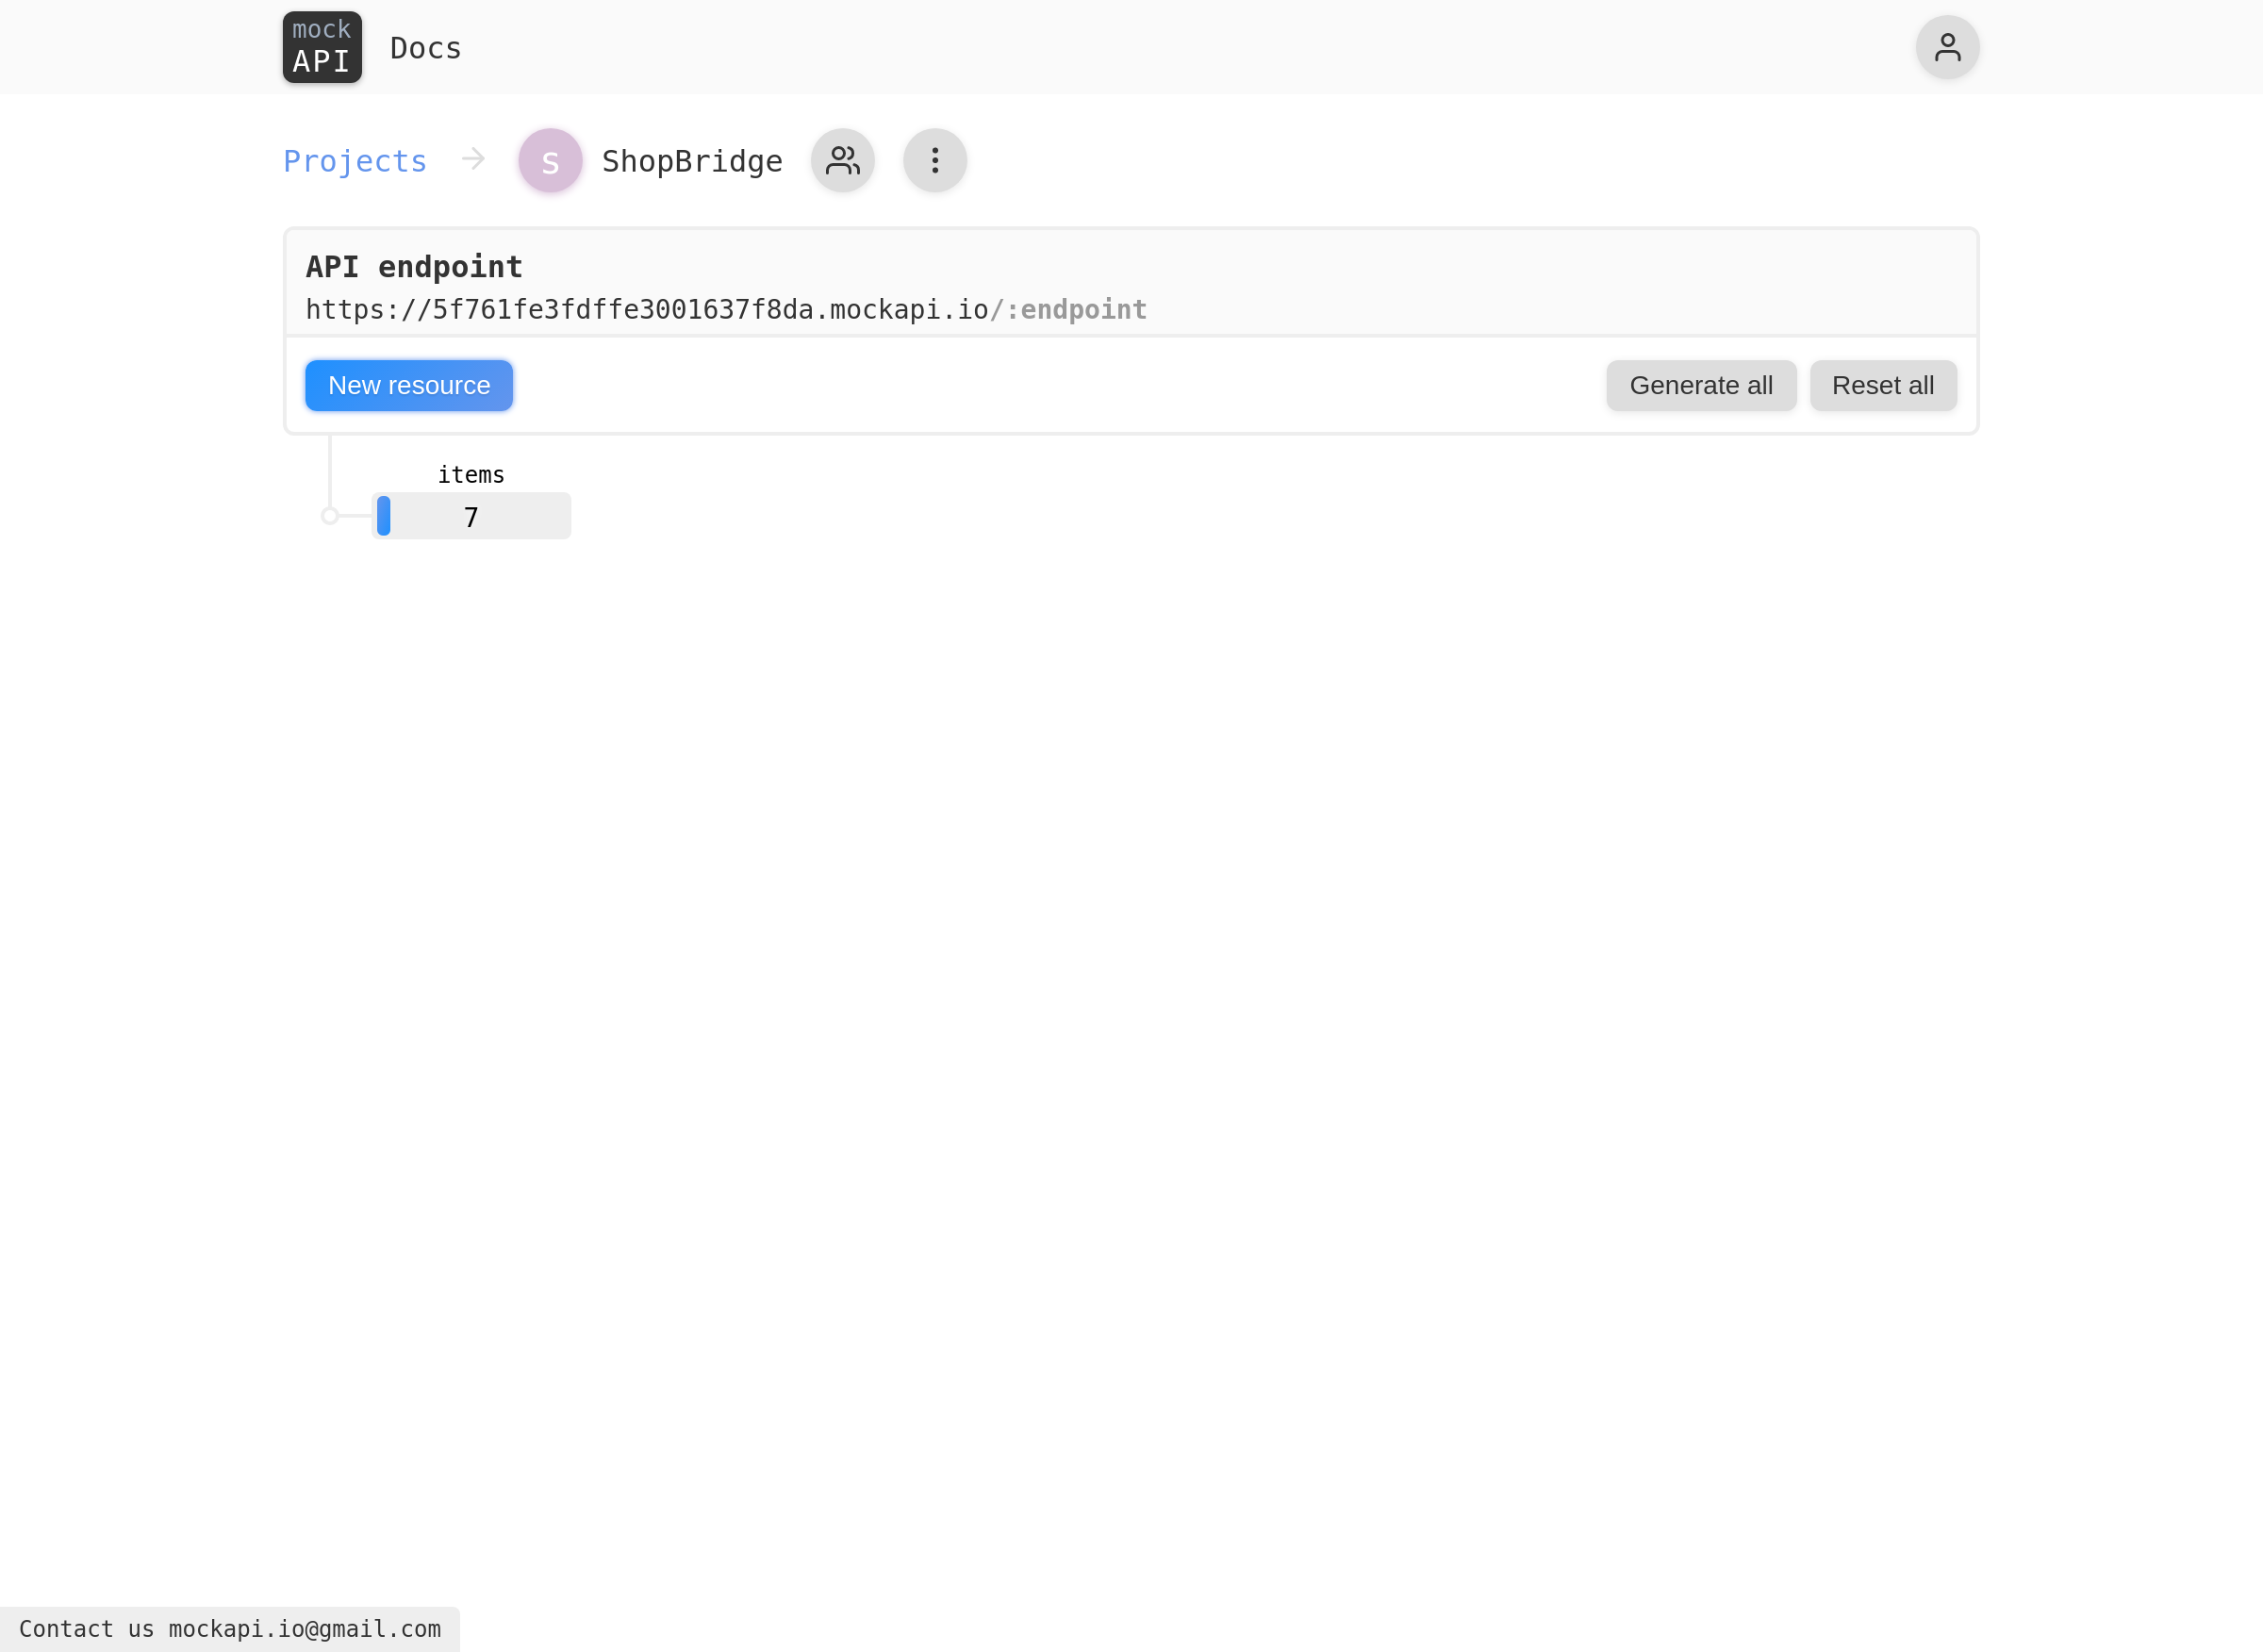 mock
API
Docs
Projects
S
ShopBridge
API endpoint
https://5f761fe3fdffe3001637f8da.mockapi.io/:endpoint
New resource
Generate all
Reset all
items
7
Contact us mockapi.io@gmail.com